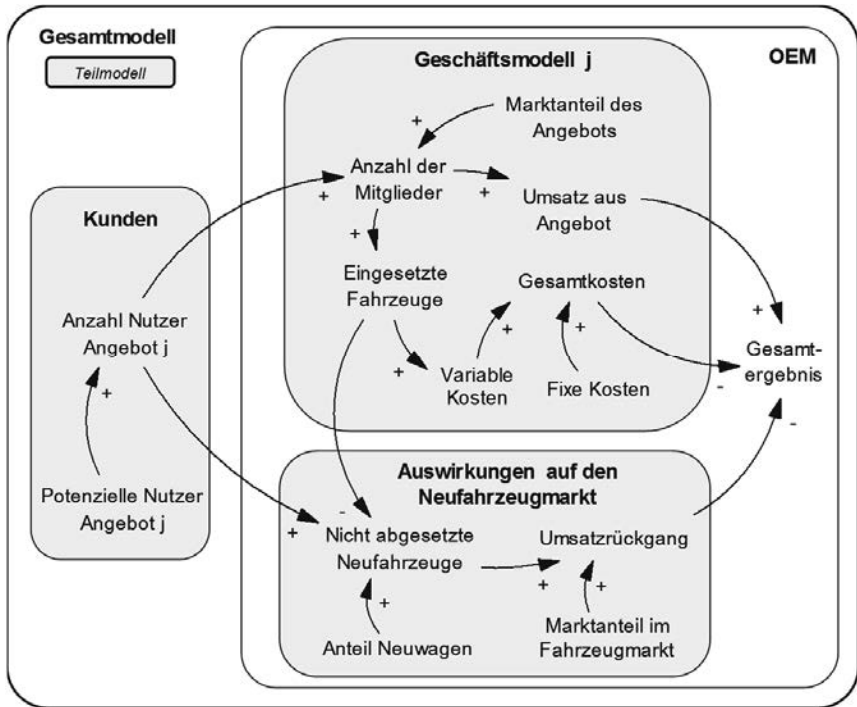 Gesamtmodell
Teilmodell
OEM
Geschäftsmodell j
Marktanteil des
Angebots
+
Anzahl der
Mitglieder
+
+
Umsatz aus
Angebot
+
Kunden
Eingesetzte
Fahrzeuge
Gesamtkosten
Anzahl Nutzer
Angebot j
+
+
+
+
Variable
Kosten
Fixe Kosten
+
Gesamt-
ergebnis
-
-
Potenzielle Nutzer
Angebot j
Auswirkungen auf den
Neufahrzeugmarkt
-
+
Nicht abgesetzte
Neufahrzeuge
Umsatzrückgang
+
+
+
Anteil Neuwagen
Marktanteil im
Fahrzeugmarkt